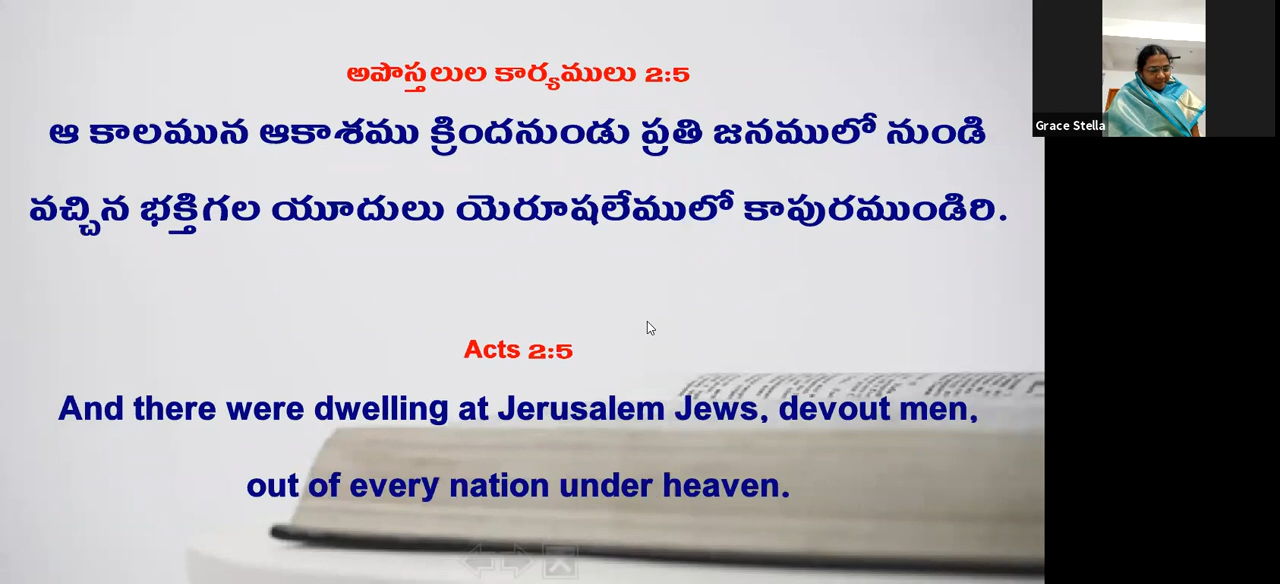 అపొస్తలుల కార్యములు 2:5
ఆ కాలమున ఆకాశము క్రిందనుండు ప్రతి జనములో నుండి
వచ్చిన భక్తిగల యూదులు యెరూషలేములో కాపురముండిరి.
Acts 2:5
And there were dwelling at Jerusalem Jews, devout men,
out of every nation under heaven.
Grace Stella